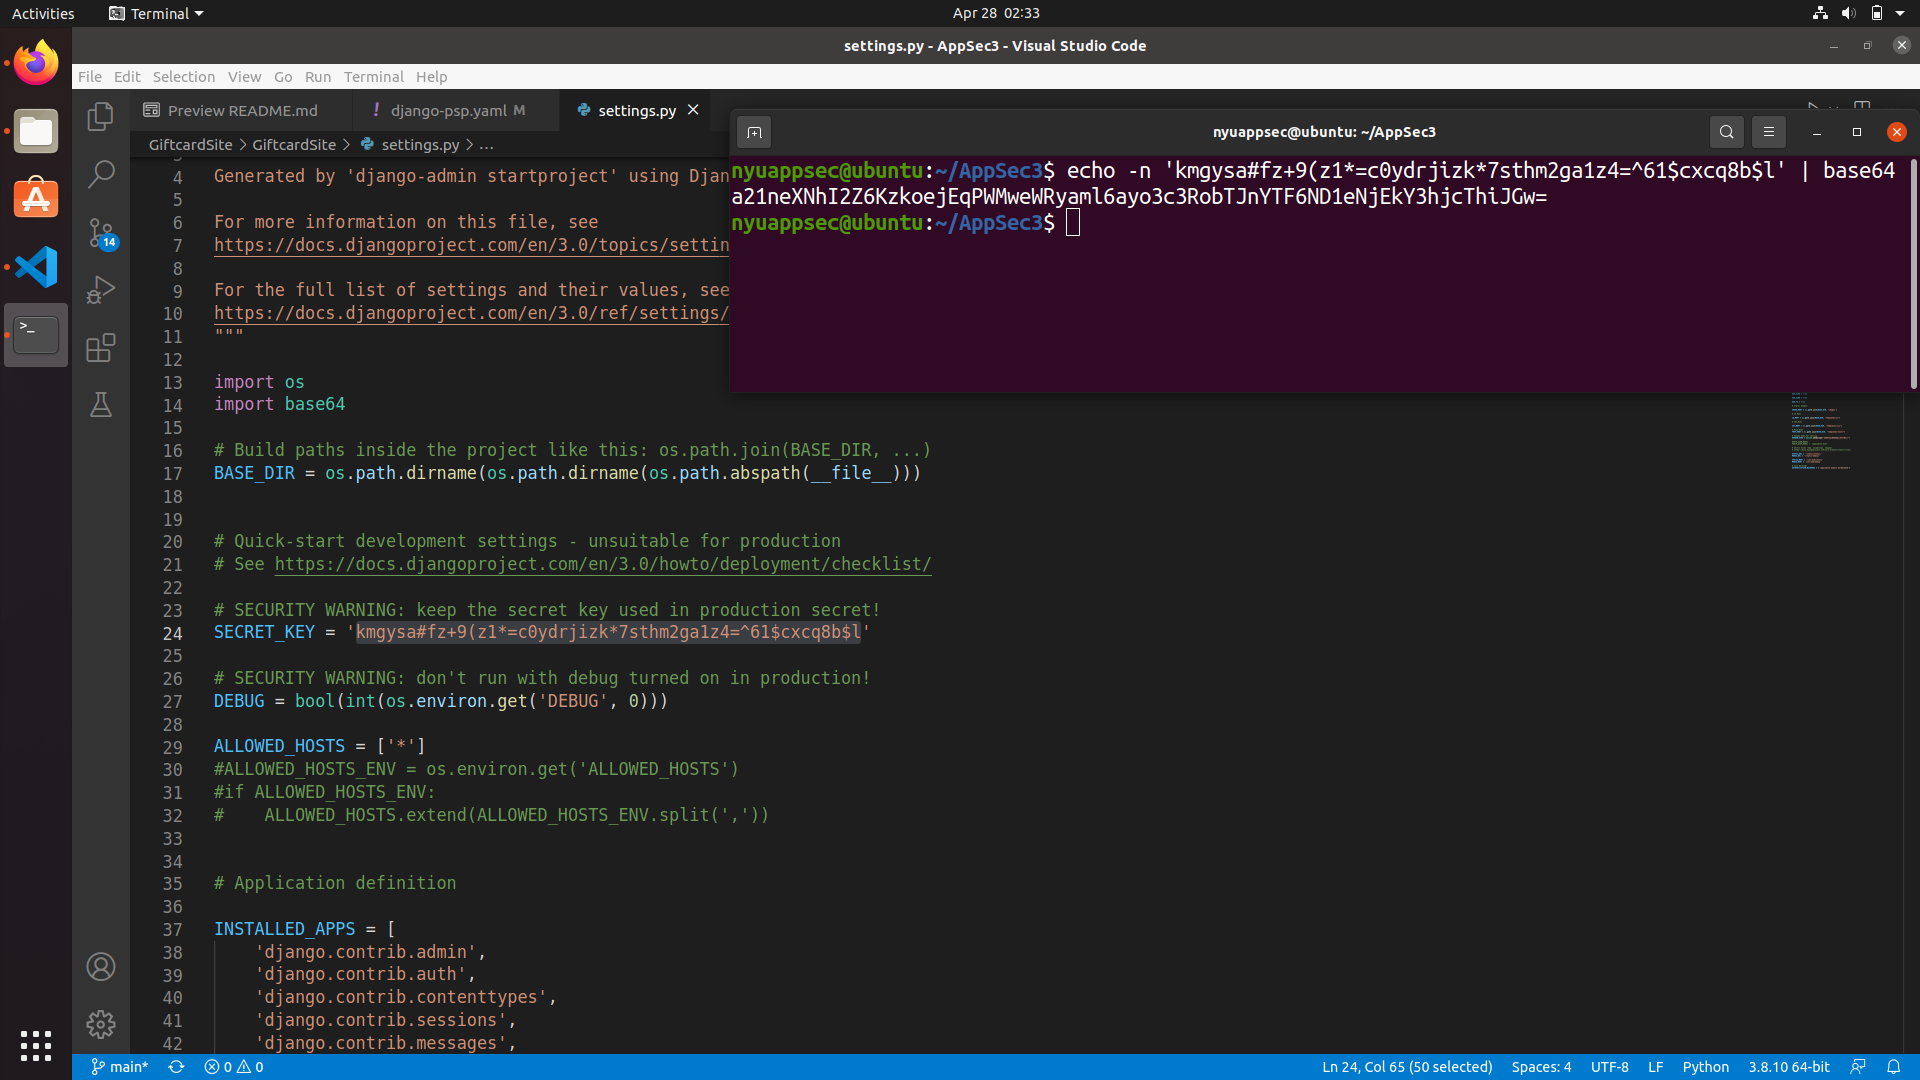 Activities
Terminal
Apr 28 02:33
settings.py - AppSec3 - Visual Studio Code
File Edit Selection View Go Run Terminal Help
Preview README.md
! django-psp.yaml M
settings.py
GiftcardSite > GiftcardSite > settings.py > ...
nyuappsec@ubuntu: ~/AppSec3
nyuappsec@ubuntu:~/AppSec3$ echo -n 'kmgysa#fz+9(z1*=c0ydrjizk*7sthm2ga1z4=^61$cxcq8b$l' | base64
a21neXNhI2Z6KzkoejEqPWMweWRyaml6ayo3c3RobTJnYTF6ND1eNjEkY3hjcThiJGw=
nyuappsec@ubuntu:~/AppSec3$
4 Generated by 'django-admin startproject' using Djan
5
6 For more information on this file, see
7 https://docs.djangoproject.com/en/3.0/topics/settin
8
9 For the full list of settings and their values, see
10 https://docs.djangoproject.com/en/3.0/ref/settings/
11 """
12
13 import os
14 import base64
15
16 # Build paths inside the project like this: os.path.join(BASE_DIR, ...)
17 BASE_DIR = os.path.dirname(os.path.dirname(os.path.abspath(__file__)))
18
19
20 # Quick-start development settings - unsuitable for production
21 # See https://docs.djangoproject.com/en/3.0/howto/deployment/checklist/
22
23 # SECURITY WARNING: keep the secret key used in production secret!
24 SECRET_KEY = 'kmgysa#fz+9(z1*=c0ydrjizk*7sthm2ga1z4=^61$cxcq8b$l'
25
26 # SECURITY WARNING: don't run with debug turned on in production!
27 DEBUG = bool(int(os.environ.get('DEBUG', 0)))
28
29 ALLOWED_HOSTS = ['*']
30 #ALLOWED_HOSTS_ENV = os.environ.get('ALLOWED_HOSTS')
31 #if ALLOWED_HOSTS_ENV:
32 #    ALLOWED_HOSTS.extend(ALLOWED_HOSTS_ENV.split(','))
33
34
35 # Application definition
36
37 INSTALLED_APPS = [
38     'django.contrib.admin',
39     'django.contrib.auth',
40     'django.contrib.contenttypes',
41     'django.contrib.sessions',
42     'django.contrib.messages',
14
main* 0 0
Ln 24, Col 65 (50 selected) Spaces: 4 UTF-8 LF Python 3.8.10 64-bit